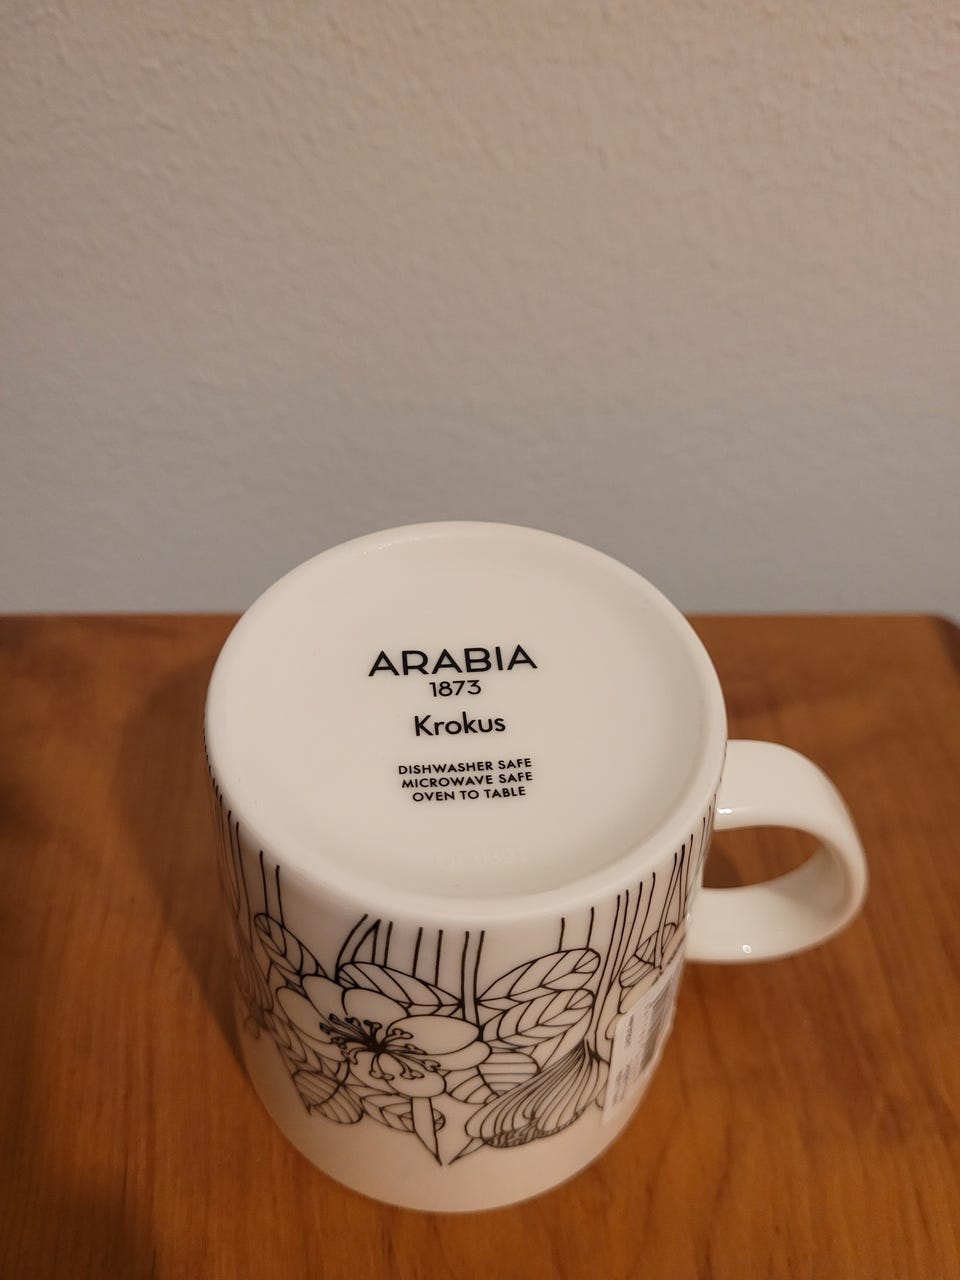 ARABIA
1873
Krokus
DISHWASHER SAFE
MICROWAVE SAFE
OVEN TO TABLE